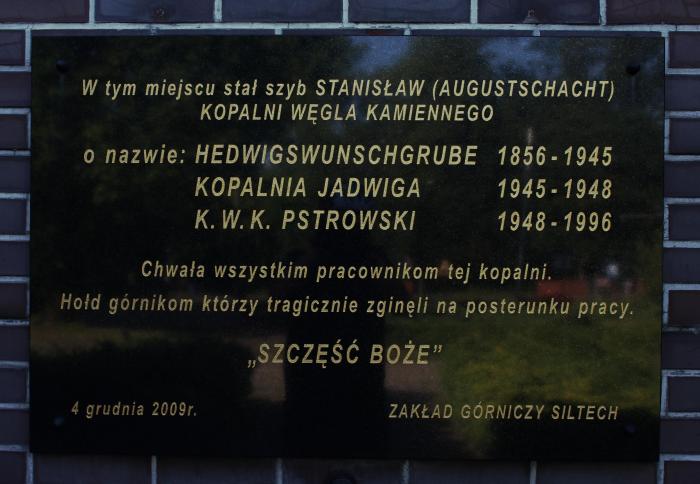 W tym miejscu stał szyb STANISŁAW (AUGUSTSCHACHT)
KOPALNI WĘGLA KAMIENNEGO
o nazwie: HEDWIGSWUNSCHGRUBE 1856-1945
KOPALNIA JADWIGA 1945-1948
K.W.K. PSTROWSKI 1948-1996
Chwała wszystkim pracownikom tej kopalni.
Hołd górnikom którzy tragicznie zginęli na posterunku pracy.
„SZCZĘŚĆ BOŻE”
4 grudnia 2009r. ZAKŁAD GÓRNICZY SILTECH